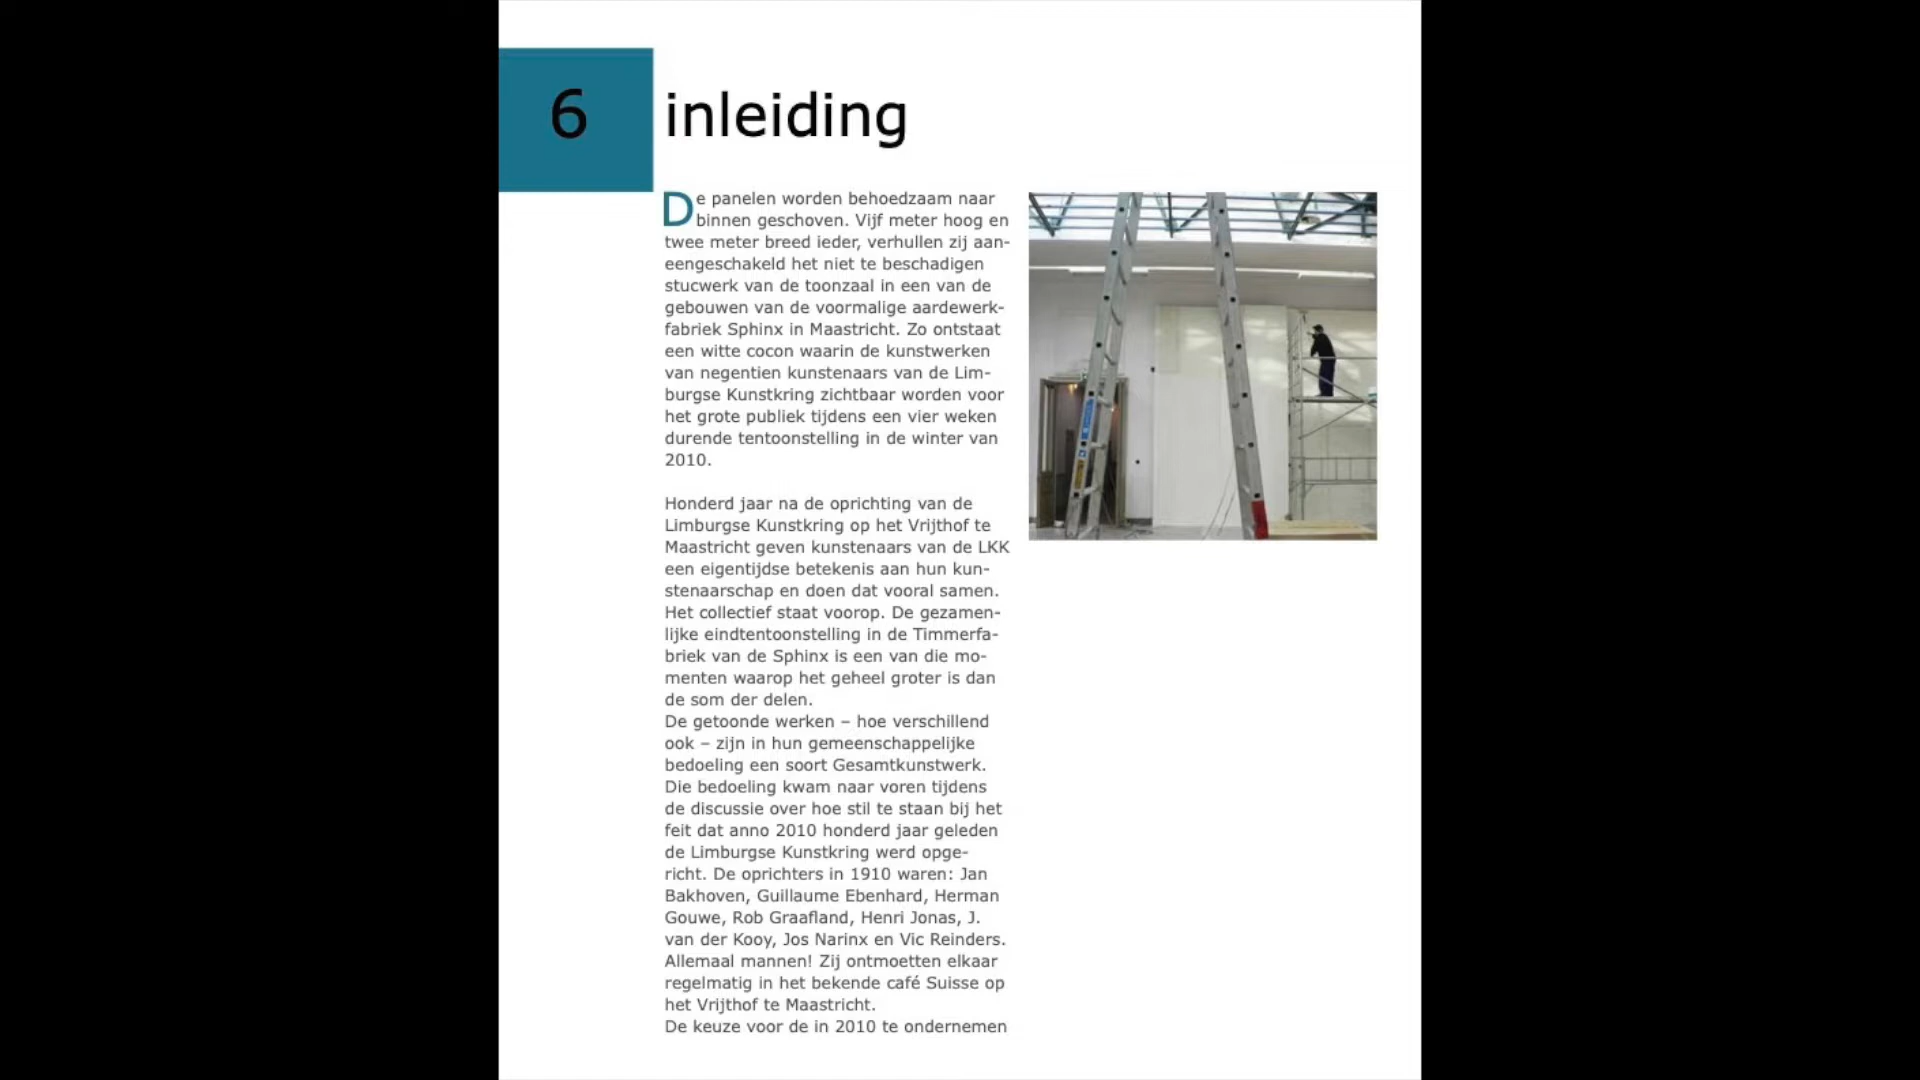 6
inleiding
De panelen worden behoedzaam naar
binnen geschoven. Vijf meter hoog en
twee meter breed ieder, verhullen zij aan-
eengeschakeld het niet te beschadigen
stucwerk van de toonzaal in een van de
gebouwen van de voormalige aardewerk-
fabriek Sphinx in Maastricht. Zo ontstaat
een witte cocon waarin de kunstwerken
van negentien kunstenaars van de Lim-
burgse Kunstkring zichtbaar worden voor
het grote publiek tijdens een vier weken
durende tentoonstelling in de winter van
2010.
Honderd jaar na de oprichting van de
Limburgse Kunstkring op het Vrijthof te
Maastricht geven kunstenaars van de LKK
een eigentijdse betekenis aan hun kun-
stenaarschap en doen dat vooral samen.
Het collectief staat voorop. De gezamen-
lijke eindtentoonstelling in de Timmerfa-
briek van de Sphinx is een van die mo-
menten waarop het geheel groter is dan
de som der delen.
De getoonde werken – hoe verschillend
ook – zijn in hun gemeenschappelijke
bedoeling een soort Gesamtkunstwerk.
Die bedoeling kwam naar voren tijdens
de discussie over hoe stil te staan bij het
feit dat anno 2010 honderd jaar geleden
de Limburgse Kunstkring werd opge-
richt. De oprichters in 1910 waren: Jan
Bakhoven, Guillaume Ebenhard, Herman
Gouwe, Rob Graafland, Henri Jonas, J.
van der Kooy, Jos Narinx en Vic Reinders.
Allemaal mannen! Zij ontmoetten elkaar
regelmatig in het bekende café Suisse op
het Vrijthof te Maastricht.
De keuze voor de in 2010 te ondernemen